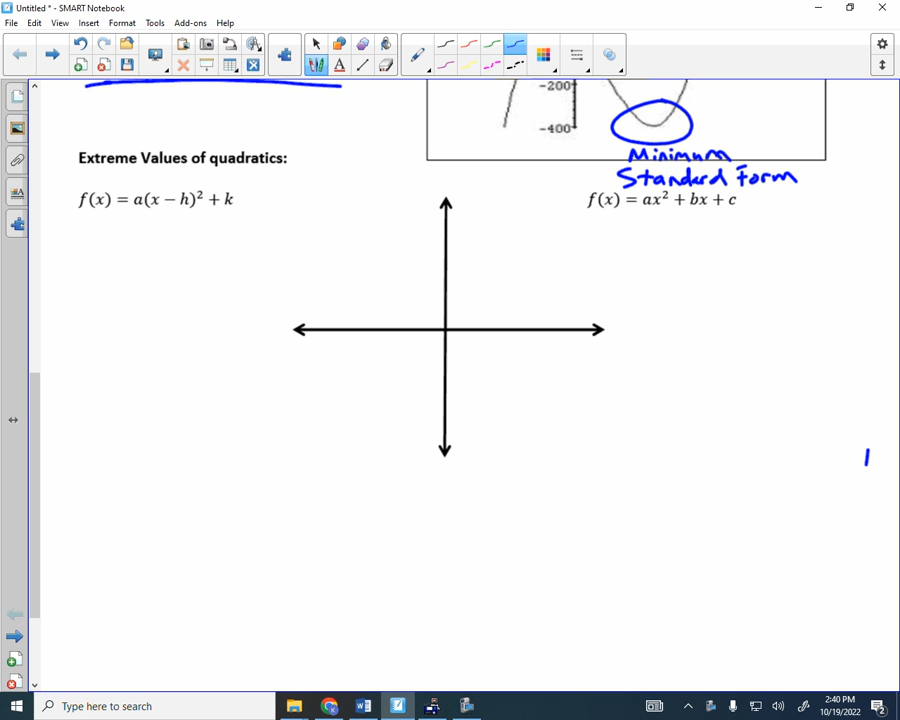 Untitled * - SMART Notebook
File Edit View Insert Format Tools Add-ons Help
-200
-400
Minimum
Extreme Values of quadratics:
Standard Form
f(x) = a(x − h)² + k
f(x) = ax² + bx + c
Type here to search
2:40 PM
10/19/2022
2